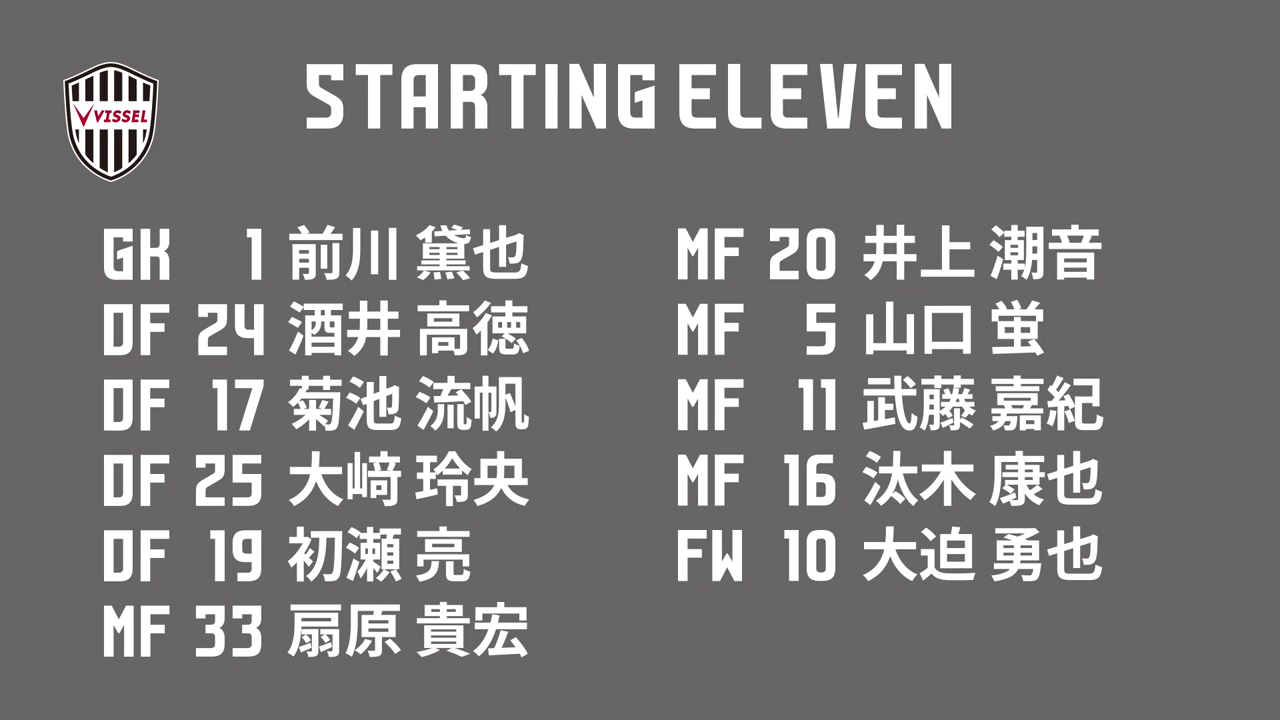 VISSEL
STARTING ELEVEN
GK 1 前川 黛也
DF 24 酒井 高徳
DF 17 菊池 流帆
DF 25 大﨑 玲央
DF 19 初瀬 亮
MF 33 扇原 貴宏
MF 20 井上 潮音
MF 5 山口 蛍
MF 11 武藤 嘉紀
MF 16 汰木 康也
FW 10 大迫 勇也